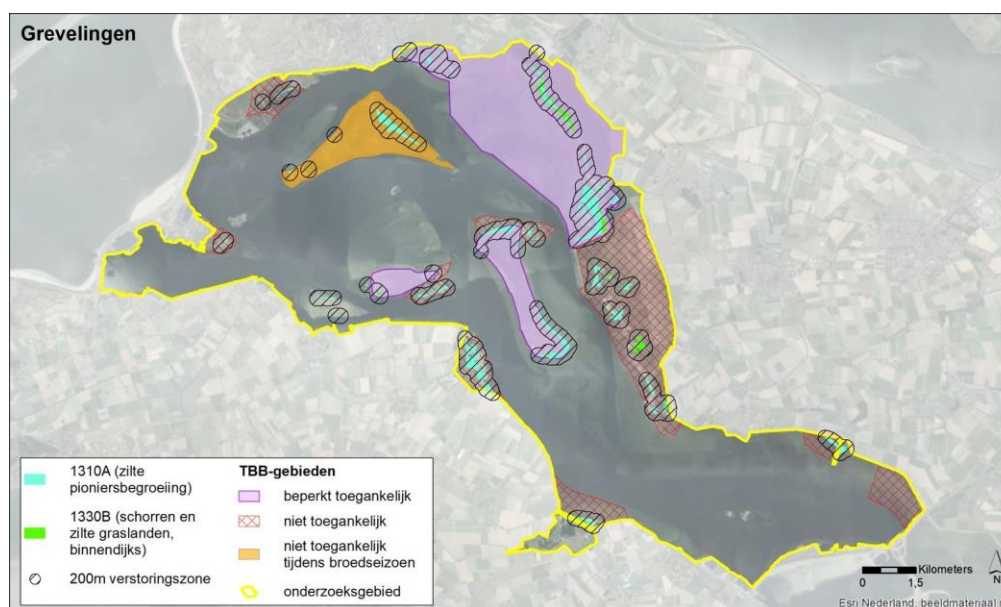 Grevelingen
1310A (zilte
pioniersbegroeiing)
1330B (schorren en
zilte graslanden,
binnendijks)
200m verstoringszone
TBB-gebieden
beperkt toegankelijk
niet toegankelijk
niet toegankelijk
tijdens broedseizoen
onderzoeksgebied
Kilometers
0 1,5
N
Esri Nederland, beeldmateriaal